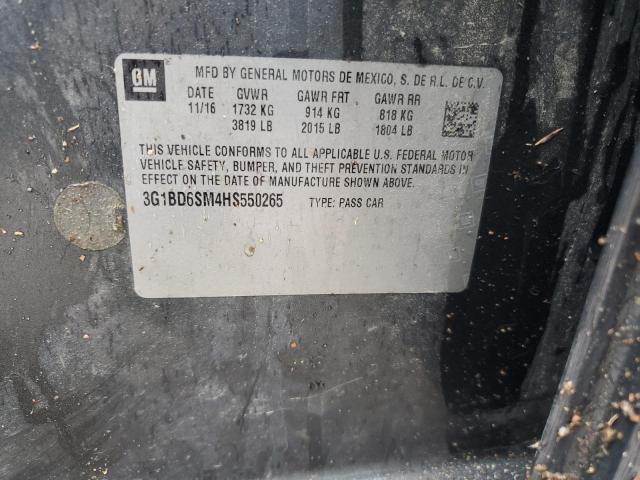 GM
MFD BY GENERAL MOTORS DE MEXICO, S. DE R.L. DE C.V.
DATE GVWR GAWR FRT GAWR RR
11/16 1732 KG 914 KG 818 KG
3819 LB 2015 LB 1804 LB
THIS VEHICLE CONFORMS TO ALL APPLICABLE U.S. FEDERAL MOTOR
VEHICLE SAFETY, BUMPER, AND THEFT PREVENTION STANDARDS IN
EFFECT ON THE DATE OF MANUFACTURE SHOWN ABOVE.
3G1BD6SM4HS550265 TYPE: PASS CAR